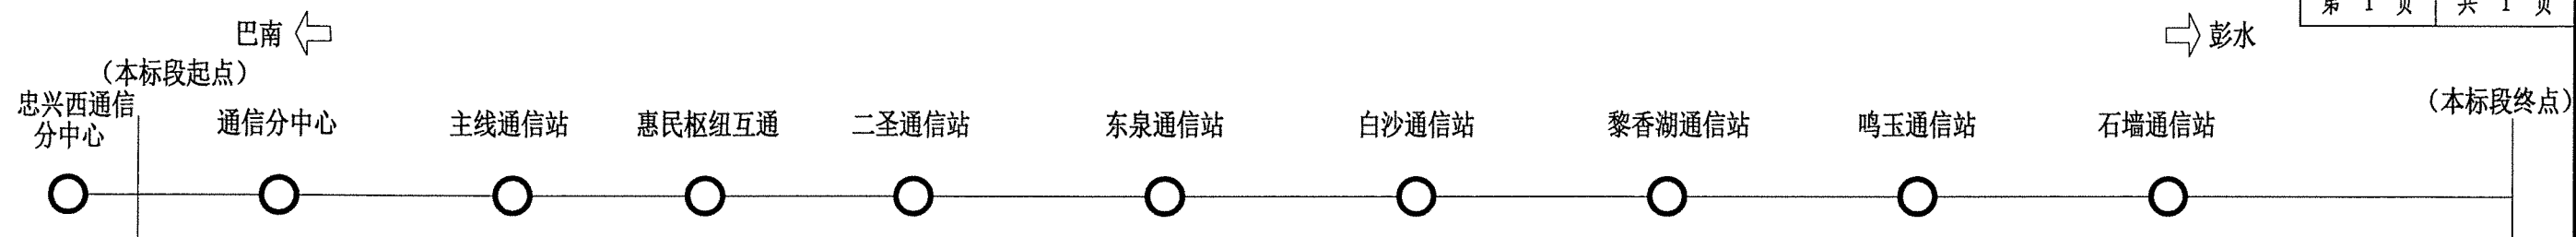 第 1 页 共 1 页
巴南
彭水
（本标段起点）
忠兴西通信
分中心
通信分中心
主线通信站
惠民枢纽互通
二圣通信站
东泉通信站
白沙通信站
黎香湖通信站
鸣玉通信站
石墙通信站
（本标段终点）